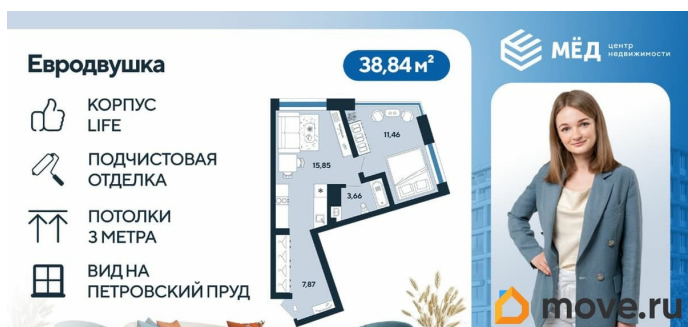 Евродвушка
38,84 м²
МЁД
центр
недвижимости
КОРПУС
LIFE
ПОДЧИСТОВАЯ
ОТДЕЛКА
ПОТОЛКИ
3 МЕТРА
ВИД НА
ПЕТРОВСКИЙ ПРУД
11,46
15,85
3,66
7,87
move.ru